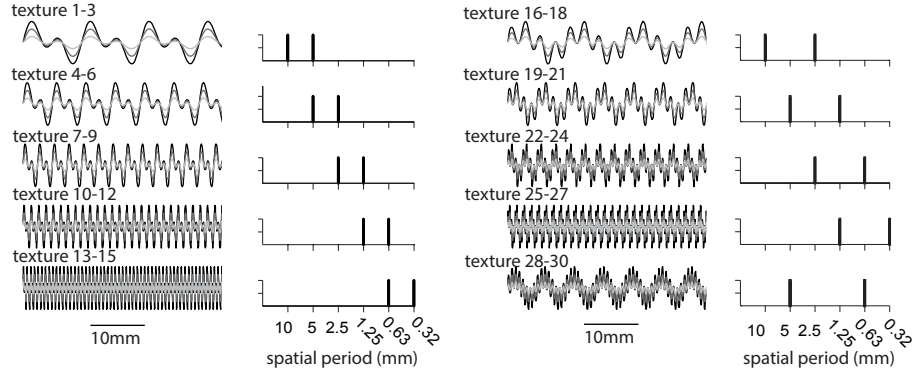 texture 1-3
texture 4-6
texture 7-9
texture 10-12
texture 13-15
10mm
10 5 2.5 1.25 0.63 0.32
spatial period (mm)
texture 16-18
texture 19-21
texture 22-24
texture 25-27
texture 28-30
10mm
10 5 2.5 1.25 0.63 0.32
spatial period (mm)